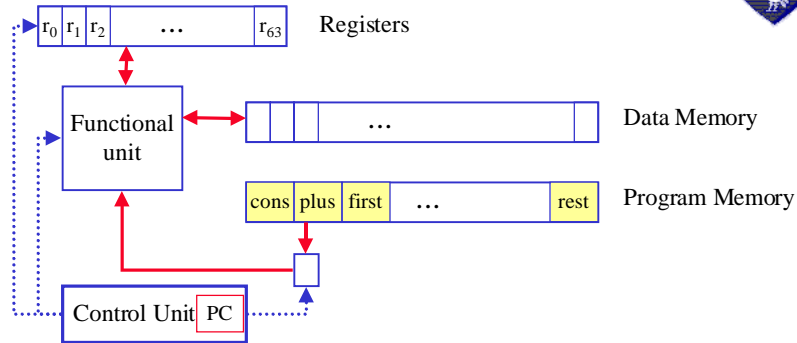 r0 r1 r2 ... r63 Registers
Functional
unit
... Data Memory
cons plus first ... rest Program Memory
Control Unit PC